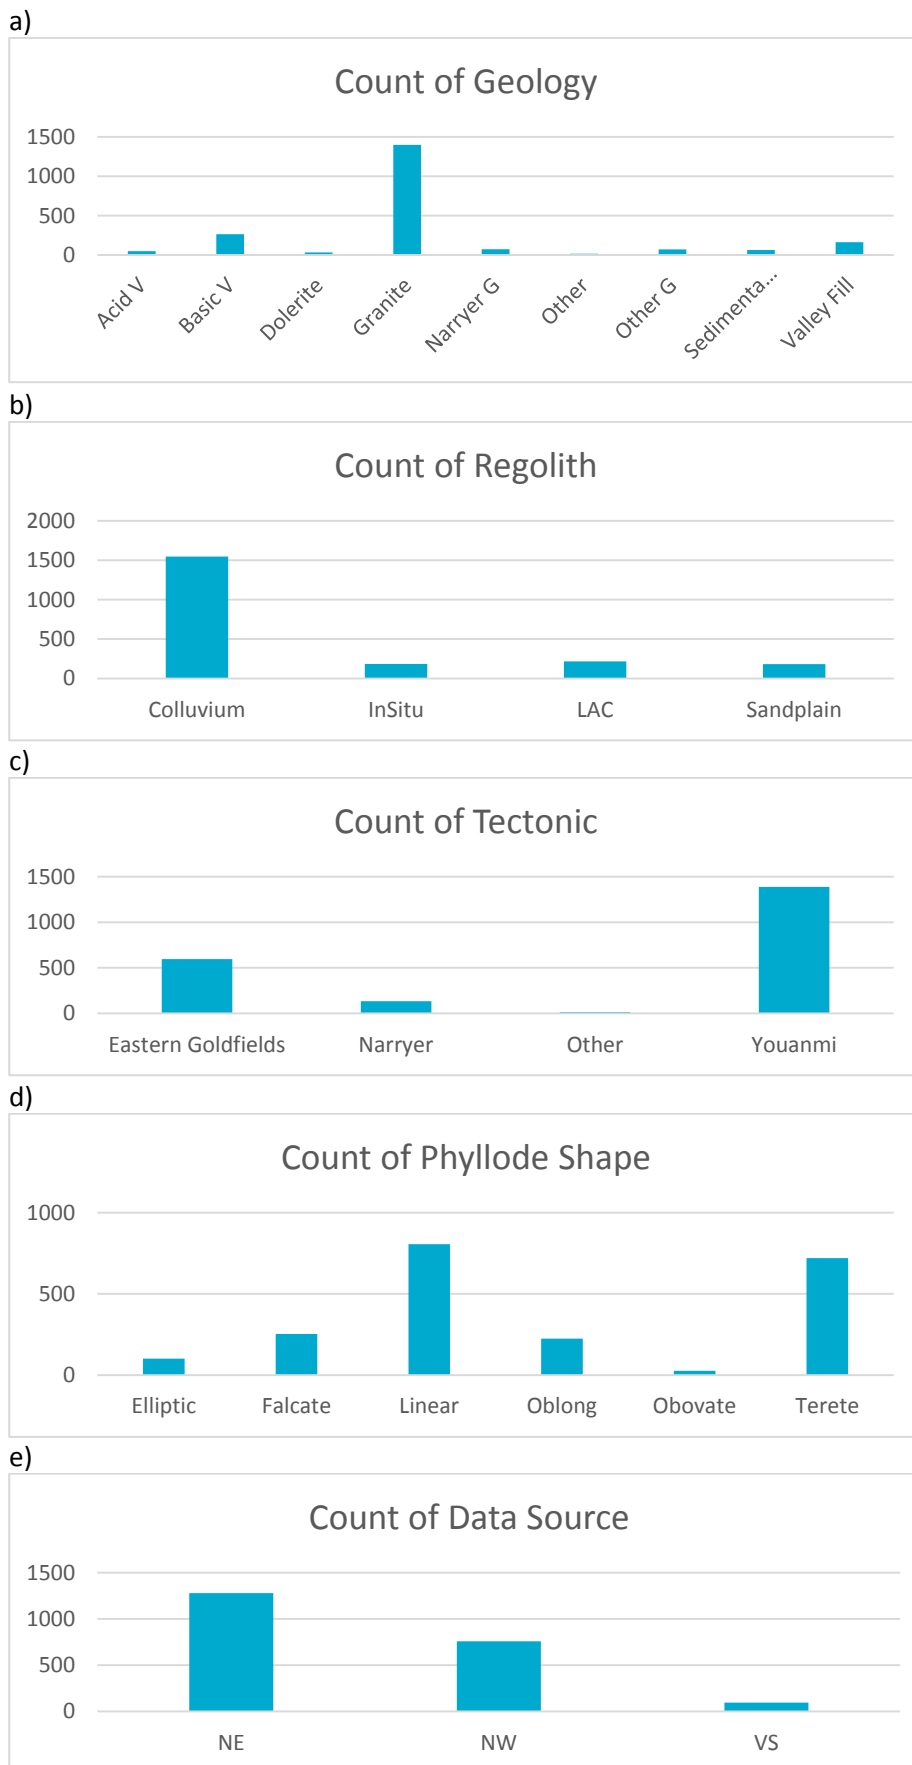 a)
Count of Geology
1500
1000
500
0
Acid V
Basic V
Dolerite
Granite
Narryer G
Other
Other G
Sedimenta...
Valley Fill
b)
Count of Regolith
2000
1500
1000
500
0
Colluvium InSitu LAC Sandplain
c)
Count of Tectonic
1500
1000
500
0
Eastern Goldfields Narryer Other Youanmi
d)
Count of Phyllode Shape
1000
500
0
Elliptic Falcate Linear Oblong Obovate Terete
e)
Count of Data Source
1500
1000
500
0
NE NW VS